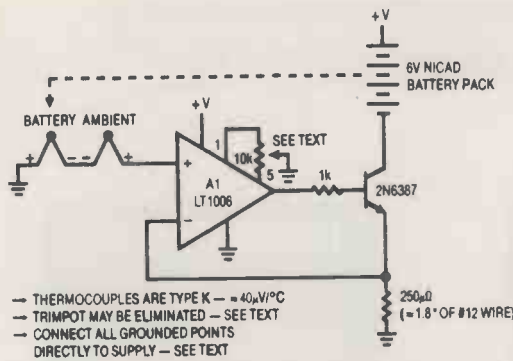 +V
6V NICAD
BATTERY PACK
BATTERY AMBIENT
+V
1
SEE TEXT
10k
+ − − +
+
A1
LT1006
5
1k
2N6387
−
250µΩ
(≈1.8" OF #12 WIRE)
→ THERMOCOUPLES ARE TYPE K — ≈ 40µV/°C
→ TRIMPOT MAY BE ELIMINATED — SEE TEXT
→ CONNECT ALL GROUNDED POINTS
DIRECTLY TO SUPPLY — SEE TEXT